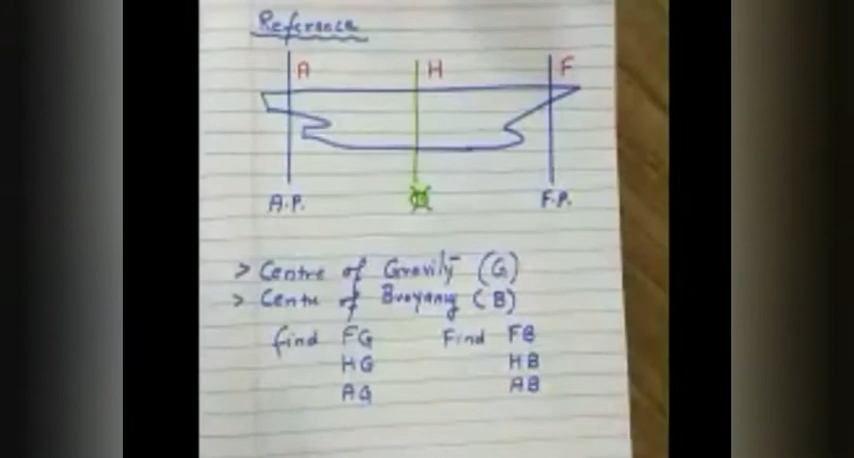 Reference
A H F
A.P. F.P.
> Centre of Gravity (G)
> Centre of Buoyancy (B)
find FG Find FB
HG HB
AG AB